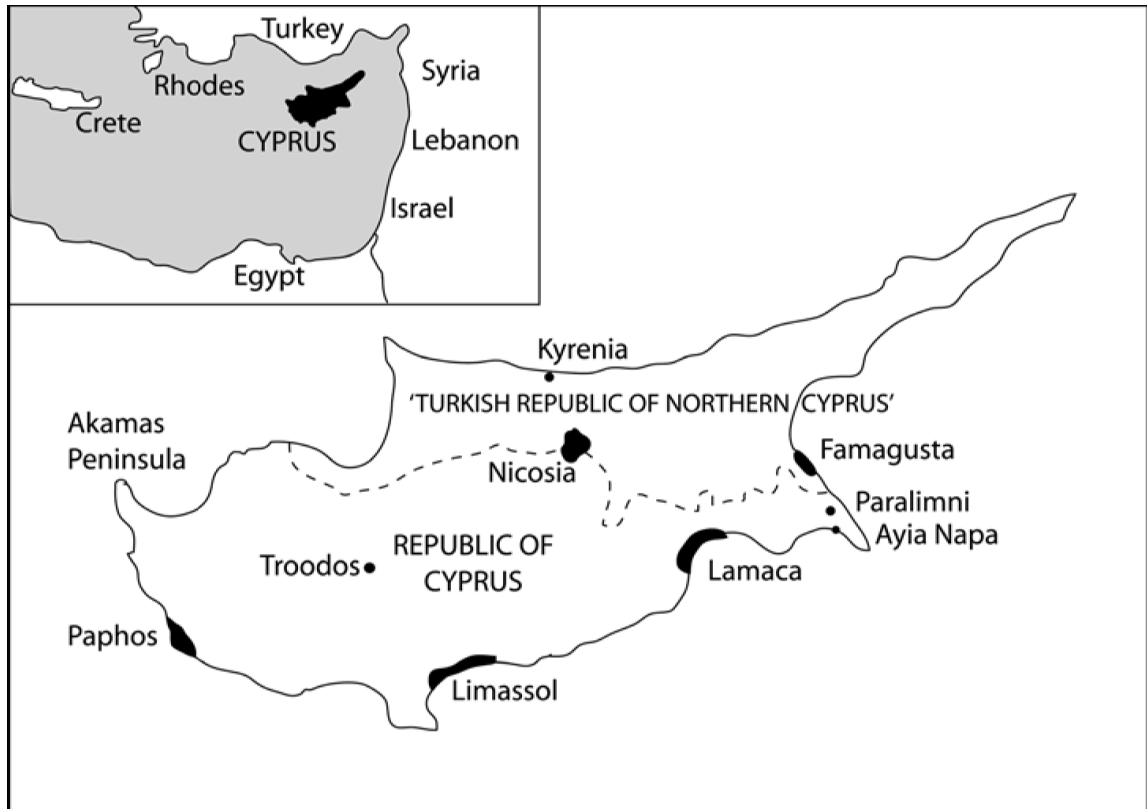 Turkey
Syria
Rhodes
Crete
CYPRUS
Lebanon
Israel
Egypt
Kyrenia
'TURKISH REPUBLIC OF NORTHERN CYPRUS'
Akamas
Peninsula
Famagusta
Nicosia
Paralimni
Ayia Napa
REPUBLIC OF
CYPRUS
Troodos
Lamaca
Paphos
Limassol